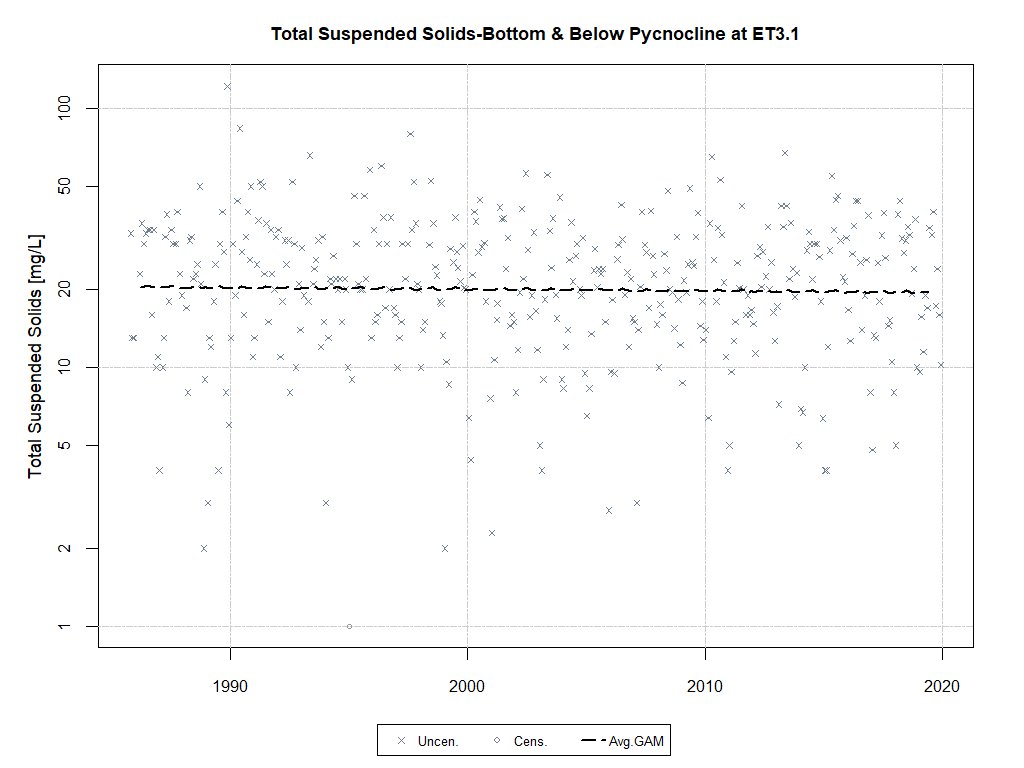 Total Suspended Solids-Bottom & Below Pycnocline at ET3.1
Total Suspended Solids [mg/L]
100
50
20
10
5
2
1
1990 2000 2010 2020
Uncen. Cens. Avg.GAM